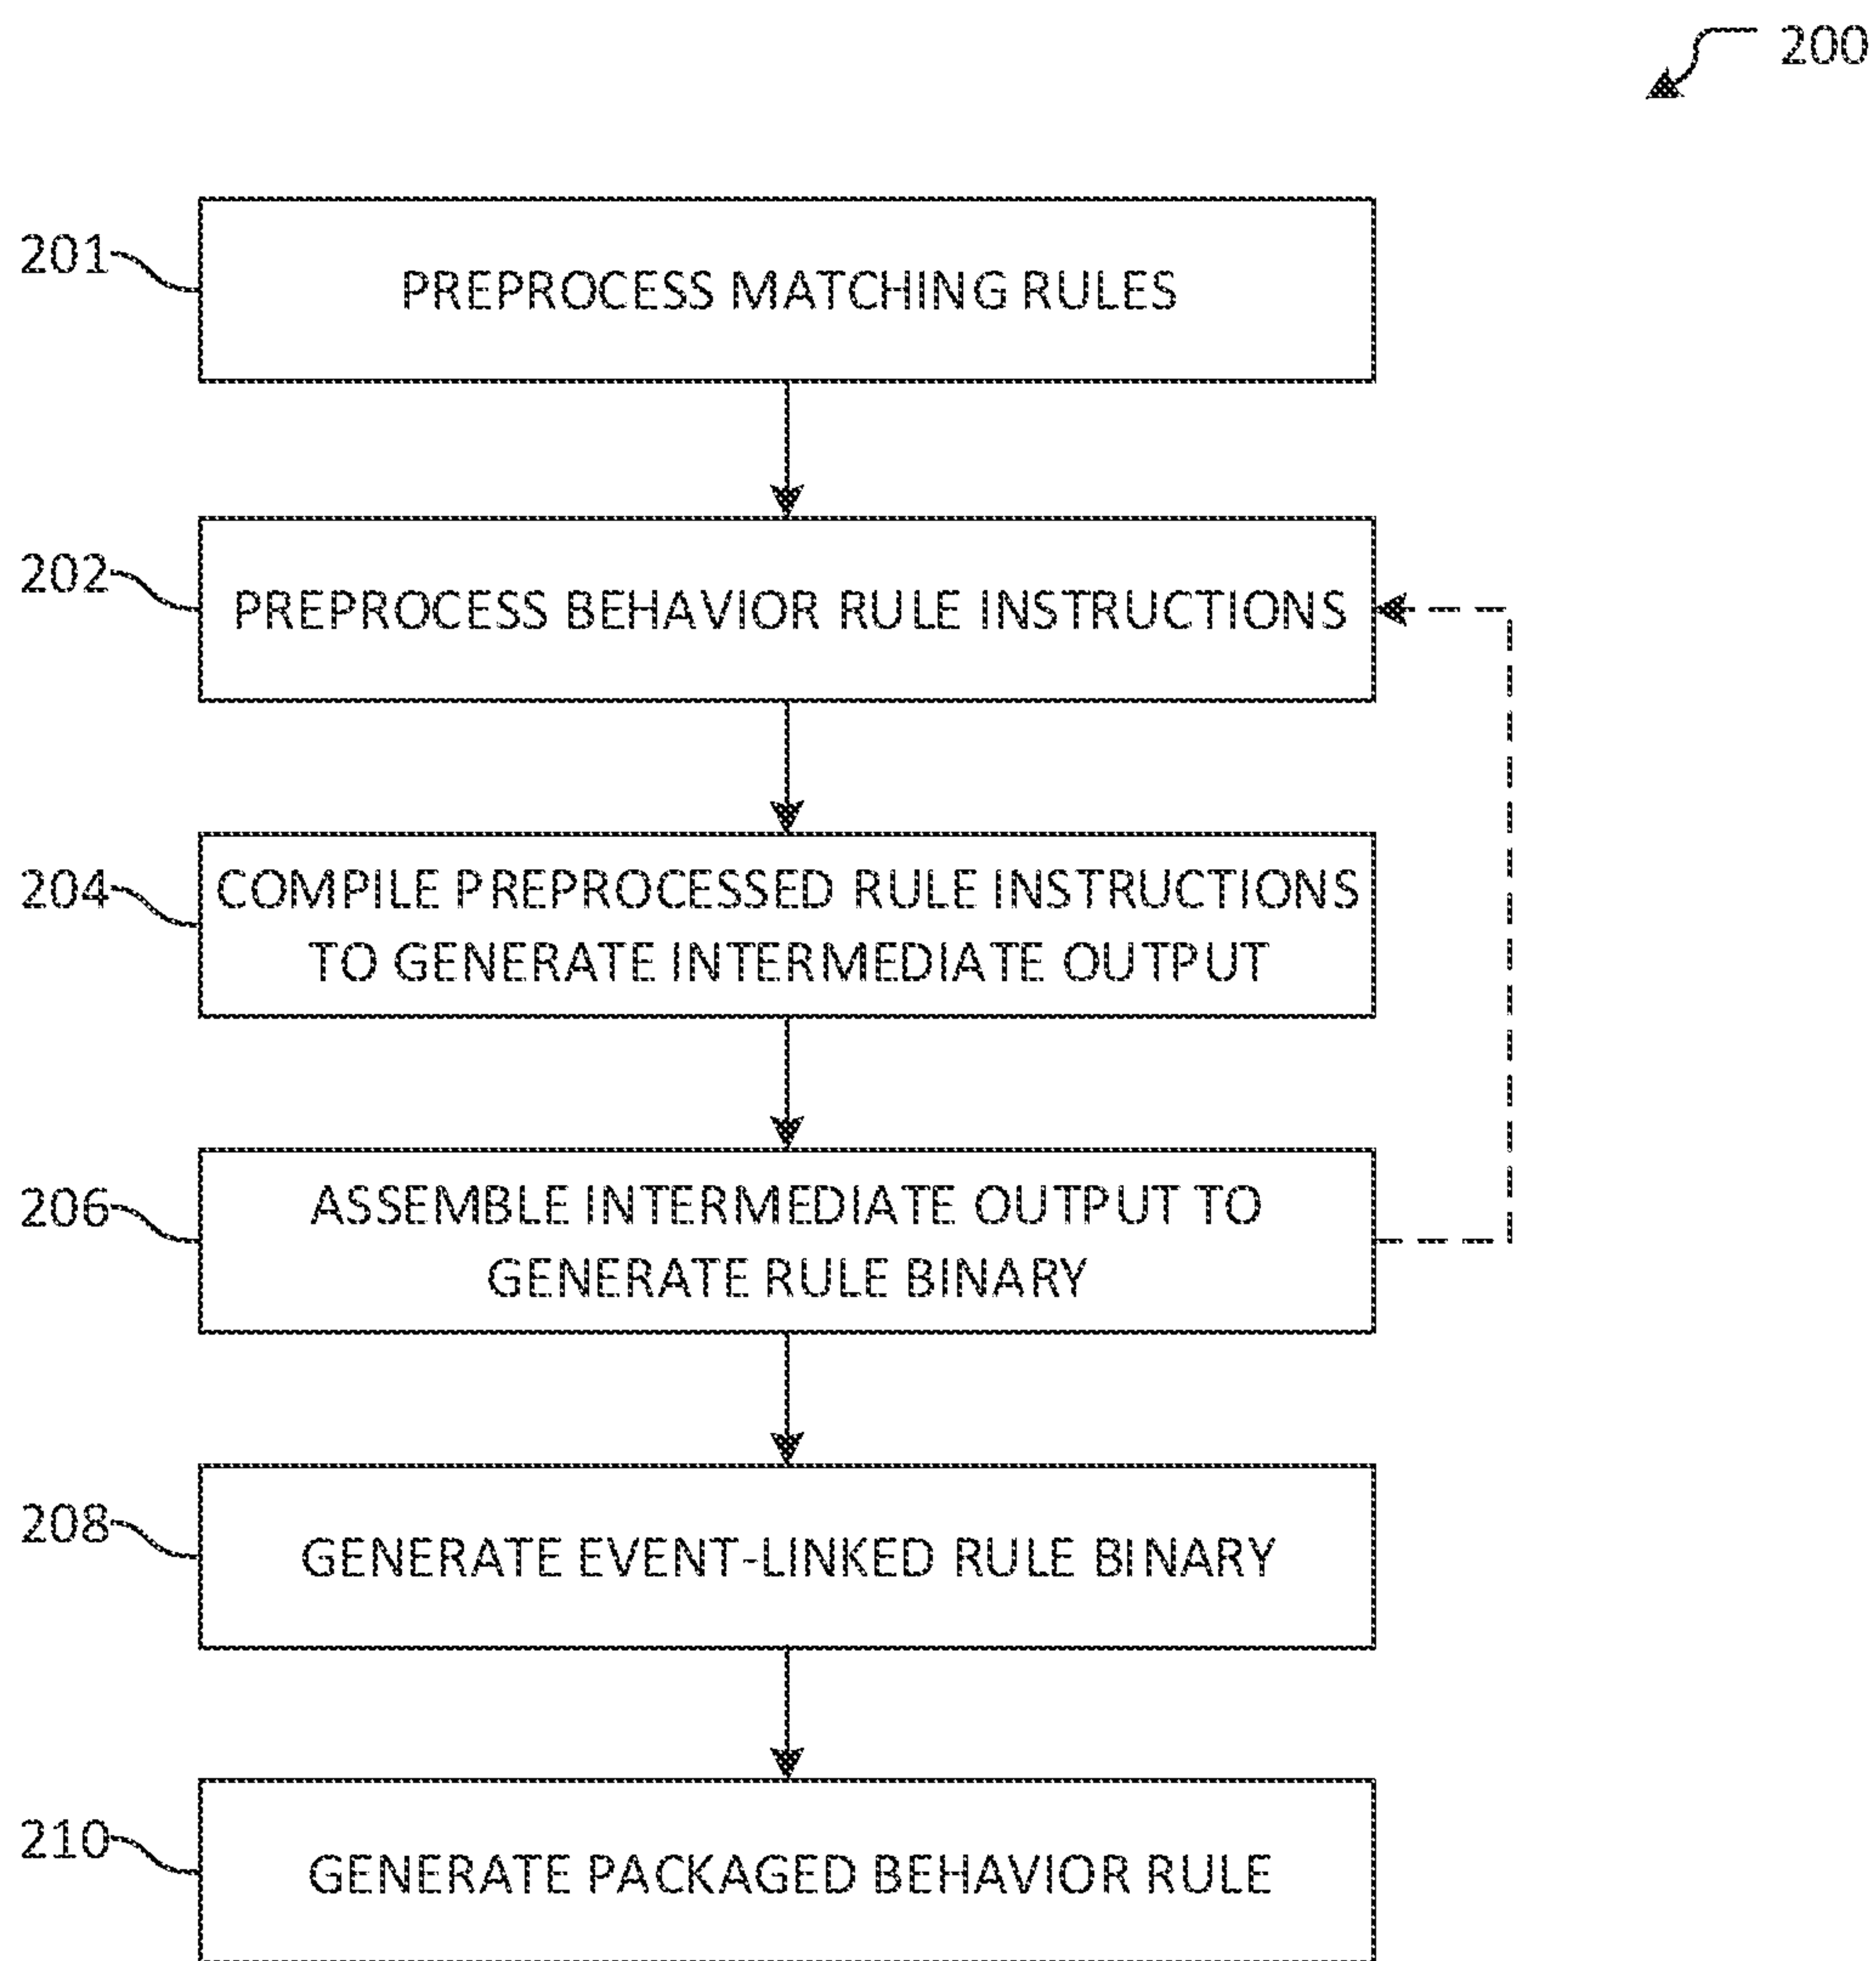 200
201
PREPROCESS MATCHING RULES
202
PREPROCESS BEHAVIOR RULE INSTRUCTIONS
204
COMPILE PREPROCESSED RULE INSTRUCTIONS
TO GENERATE INTERMEDIATE OUTPUT
206
ASSEMBLE INTERMEDIATE OUTPUT TO
GENERATE RULE BINARY
208
GENERATE EVENT-LINKED RULE BINARY
210
GENERATE PACKAGED BEHAVIOR RULE